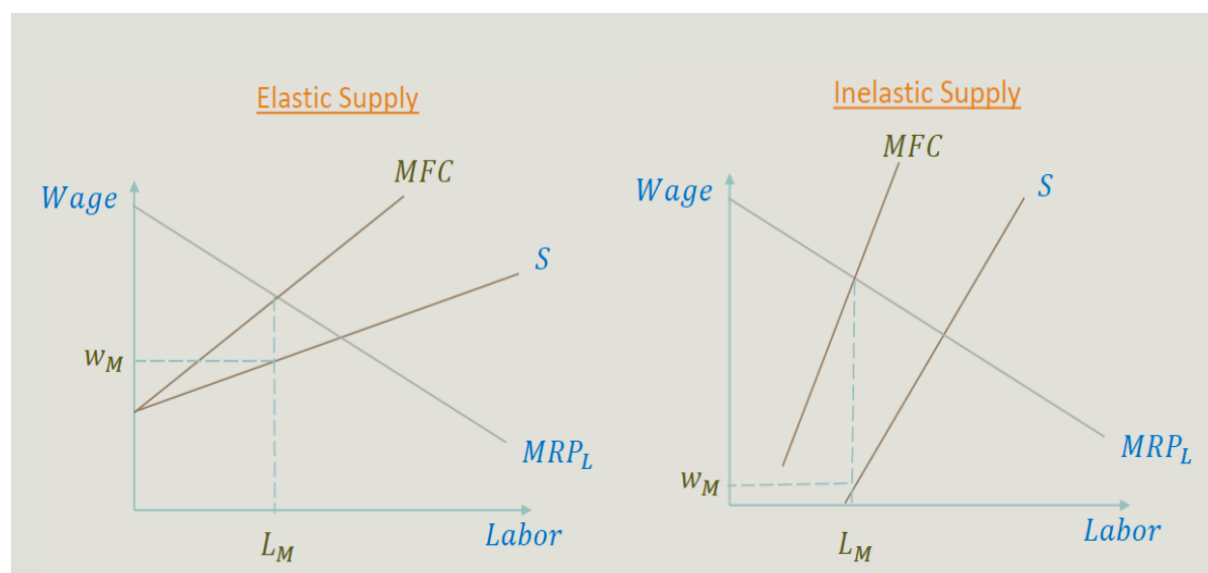 Elastic Supply
MFC
Wage
S
w_M
MRP_L
L_M
Labor
Inelastic Supply
MFC
Wage
S
w_M
MRP_L
L_M
Labor